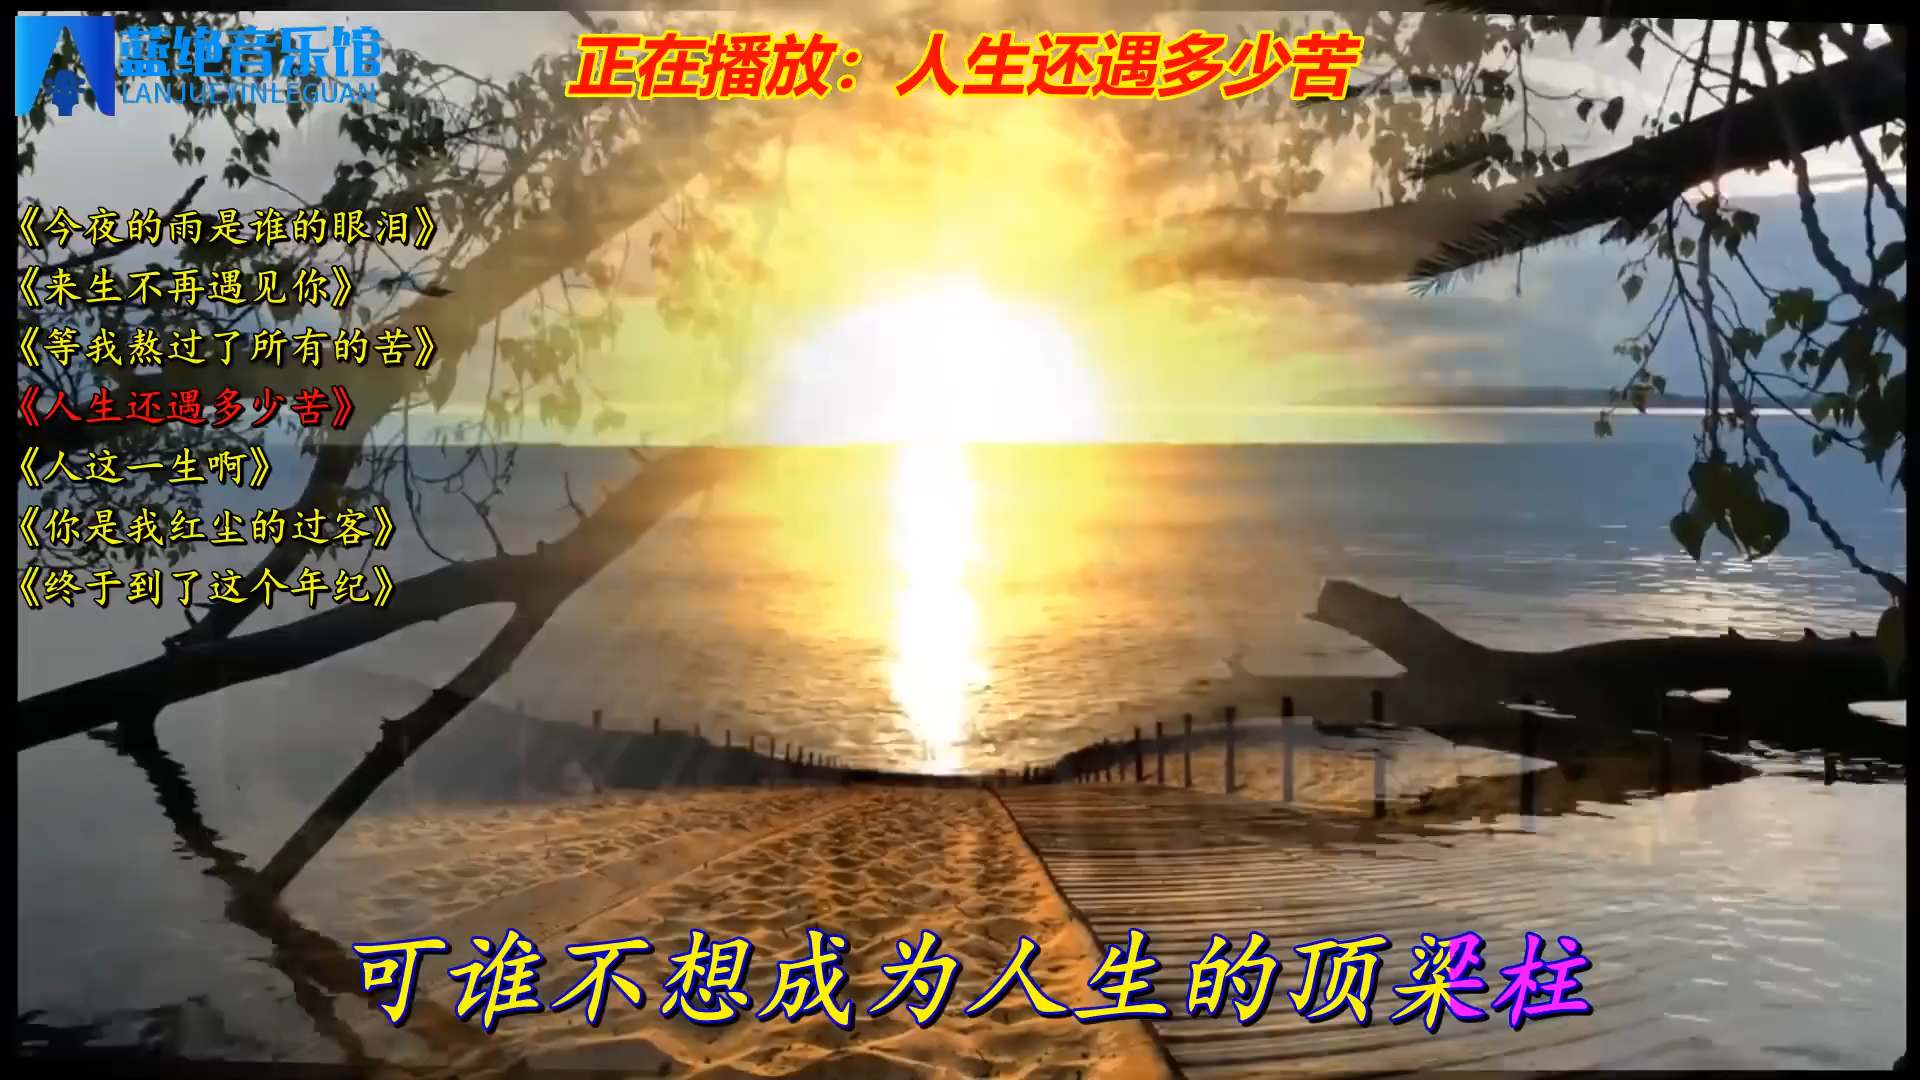 蓝绝音乐馆
LANJUEYINLEGUAN
正在播放：人生还遇多少苦
《今夜的雨是谁的眼泪》
《来生不再遇见你》
《等我熬过了所有的苦》
《人生还遇多少苦》
《人这一生啊》
《你是我红尘的过客》
《终于到了这个年纪》
可谁不想成为人生的顶梁柱